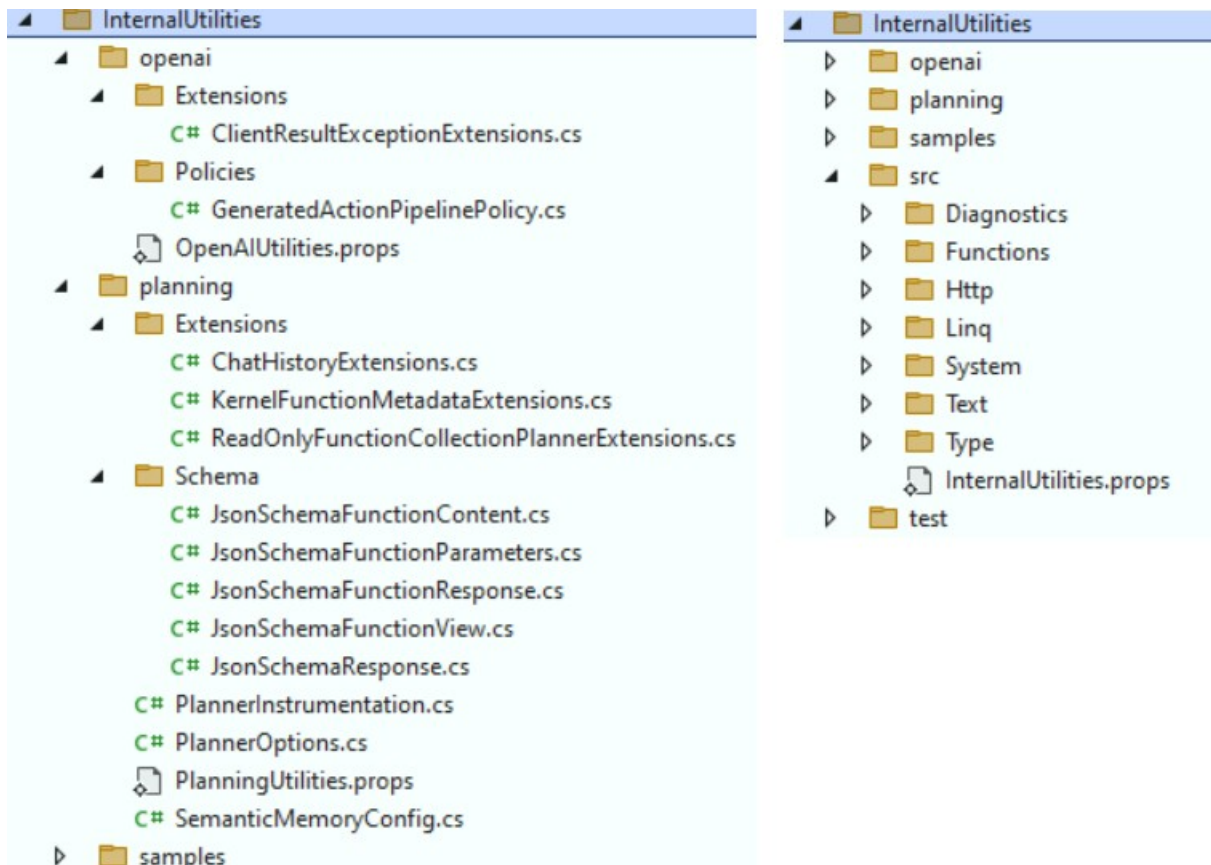 InternalUtilities
openai
Extensions
C# ClientResultExceptionExtensions.cs
Policies
C# GeneratedActionPipelinePolicy.cs
OpenAIUtilities.props
planning
Extensions
C# ChatHistoryExtensions.cs
C# KernelFunctionMetadataExtensions.cs
C# ReadOnlyFunctionCollectionPlannerExtensions.cs
Schema
C# JsonSchemaFunctionContent.cs
C# JsonSchemaFunctionParameters.cs
C# JsonSchemaFunctionResponse.cs
C# JsonSchemaFunctionView.cs
C# JsonSchemaResponse.cs
C# PlannerInstrumentation.cs
C# PlannerOptions.cs
PlanningUtilities.props
C# SemanticMemoryConfig.cs
samples
InternalUtilities
openai
planning
samples
src
Diagnostics
Functions
Http
Linq
System
Text
Type
InternalUtilities.props
test